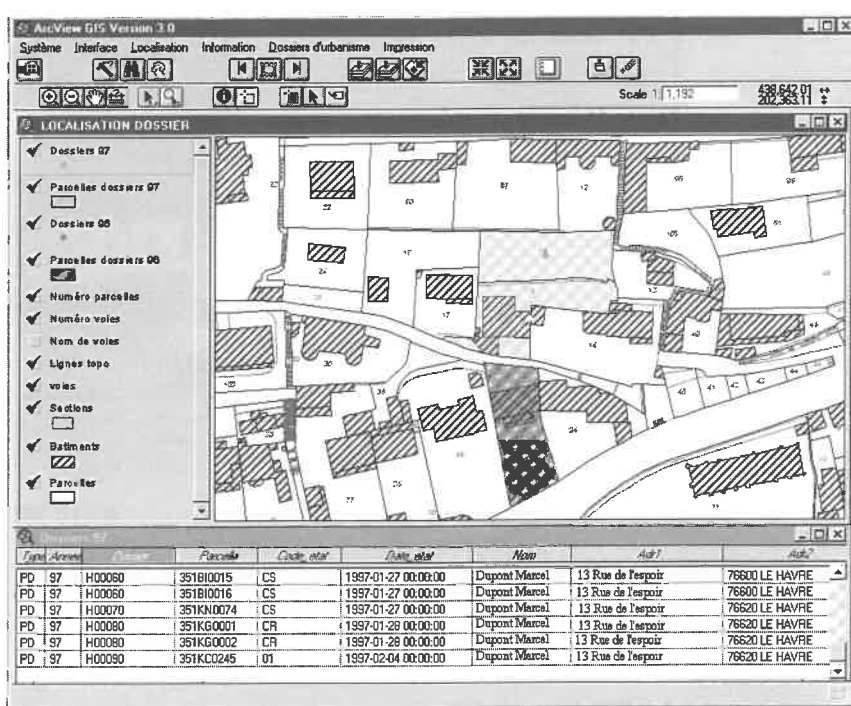 ArcView GIS Version 3.0
Système Interface Localisation Information Dossiers d'urbanisme Impression
Scale 1: 1,192
438,642.01
202,363.11
LOCALISATION DOSSIER
Dossiers 97
Parcelles dossiers 97
Dossiers 96
Parcelles dossiers 96
Numéro parcelles
Numéro voies
Nom de voies
Lignes topo
voies
Sections
Batiments
Parcelles
Dossiers 97
Type Annee Dossier Parcelle Code_etat Date_etat Nom Adr1 Adr2
PD 97 H00060 351BI0015 CS 1997-01-27 00:00:00 Dupont Marcel 13 Rue de l'espoir 76600 LE HAVRE
PD 97 H00060 351BI0016 CS 1997-01-27 00:00:00 Dupont Marcel 13 Rue de l'espoir 76600 LE HAVRE
PD 97 H00070 351KN0074 CS 1997-01-27 00:00:00 Dupont Marcel 13 Rue de l'espoir 76620 LE HAVRE
PD 97 H00080 351KG0001 CR 1997-01-28 00:00:00 Dupont Marcel 13 Rue de l'espoir 76620 LE HAVRE
PD 97 H00080 351KG0002 CR 1997-01-28 00:00:00 Dupont Marcel 13 Rue de l'espoir 76620 LE HAVRE
PD 97 H00090 351KC0245 01 1997-02-04 00:00:00 Dupont Marcel 13 Rue de l'espoir 76620 LE HAVRE